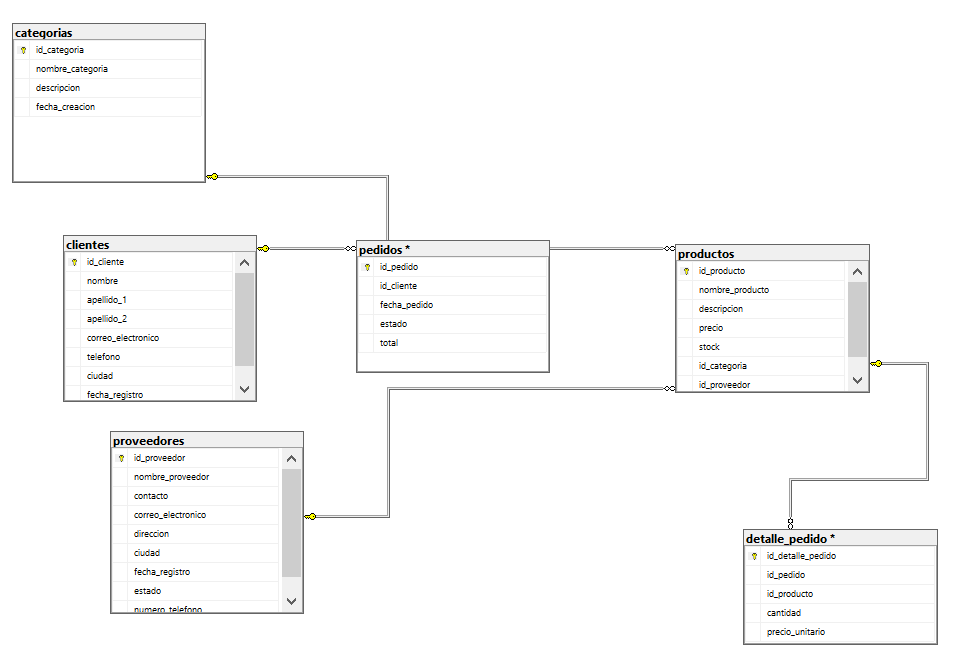 categorias
id_categoria
nombre_categoria
descripcion
fecha_creacion
clientes
id_cliente
nombre
apellido_1
apellido_2
correo_electronico
telefono
ciudad
fecha_registro
pedidos *
id_pedido
id_cliente
fecha_pedido
estado
total
productos
id_producto
nombre_producto
descripcion
precio
stock
id_categoria
id_proveedor
proveedores
id_proveedor
nombre_proveedor
contacto
correo_electronico
direccion
ciudad
fecha_registro
estado
numero_telefono
detalle_pedido *
id_detalle_pedido
id_pedido
id_producto
cantidad
precio_unitario